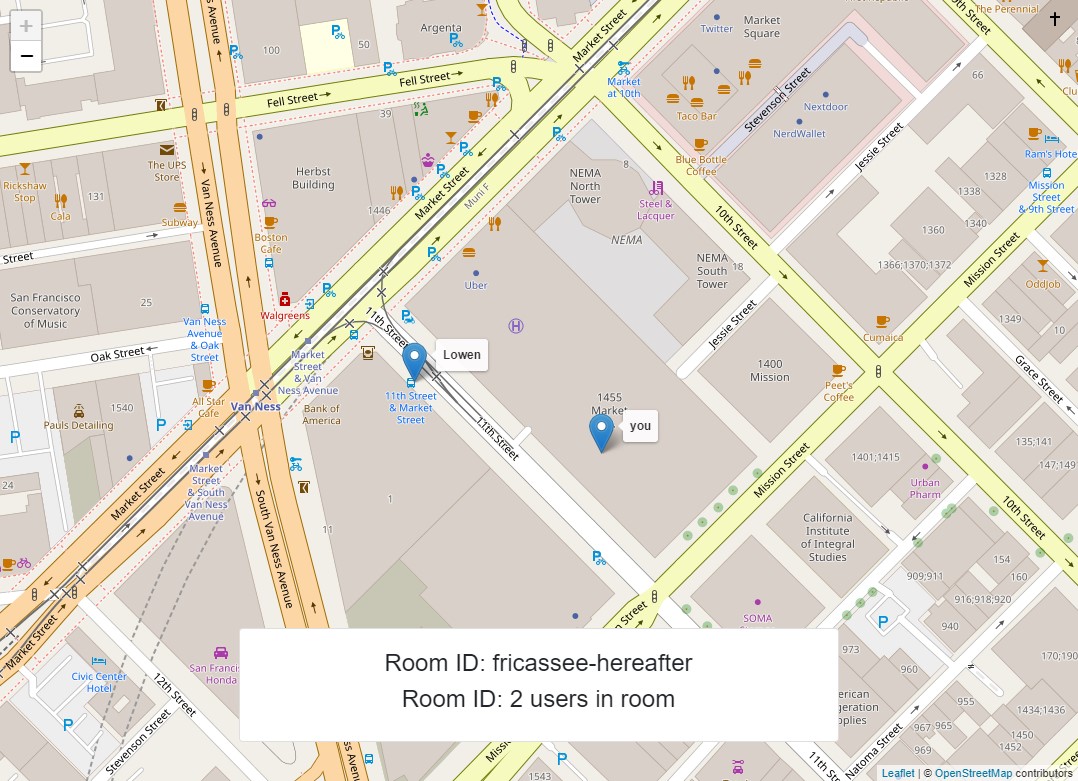 +
−
Argenta
Market Street
Twitter
Market
Square
The Perennial
10th Street
100
50
Fell Street
Fell Street
Market
at 10th
66
Nextdoor
Stevenson Street
NerdWallet
Taco Bar
39
Jessie Street
Ram's Hote
The UPS
Store
Blue Bottle
Coffee
8
Herbst
Building
NEMA
North
Tower
Mission
Street
& 9th Street
Rickshaw
Stop
131
Cala
Subway
Van Ness Avenue
Market Street
Muni F
1446
Steel &
Lacquer
10th Street
1328
1338
1340
1360
Boston
Cafe
NEMA
Street
NEMA
South
Tower
18
1366;1370;1372
Mission Street
OddJob
Uber
San Francisco
Conservatory
of Music
25
Walgreens
11th Street
Jessie Street
1349
10
Van Ness
Avenue
& Oak
Street
Cumaica
Oak Street
Market
Street
& Van
Ness Avenue
Lowen
1400
Mission
Peet's
Coffee
Grace Street
1540
Pauls Detailing
All Star
Cafe
Van Ness
Bank of
America
11th Street
& Market
Street
11th Street
1455
Market
you
135;141
147;149
1401;1415
Mission Street
Urban
Pharm
Market
Street
& South
Van Ness
Avenue
Market Street
24
1
11
California
Institute
of Integral
Studies
10th Street
South Van Ness Avenue
154
160
909;911
916;918;920
940
SOMA
Market Street
San Francis
Honda
Civic Center
Hotel
12th Street
Stevenson Street
Room ID: fricassee-hereafter
Room ID: 2 users in room
973
960
170;190
967
965
955
969
1434;1436
1450
1452
Natoma Street
11th Street
1543
Leaflet | © OpenStreetMap contributors